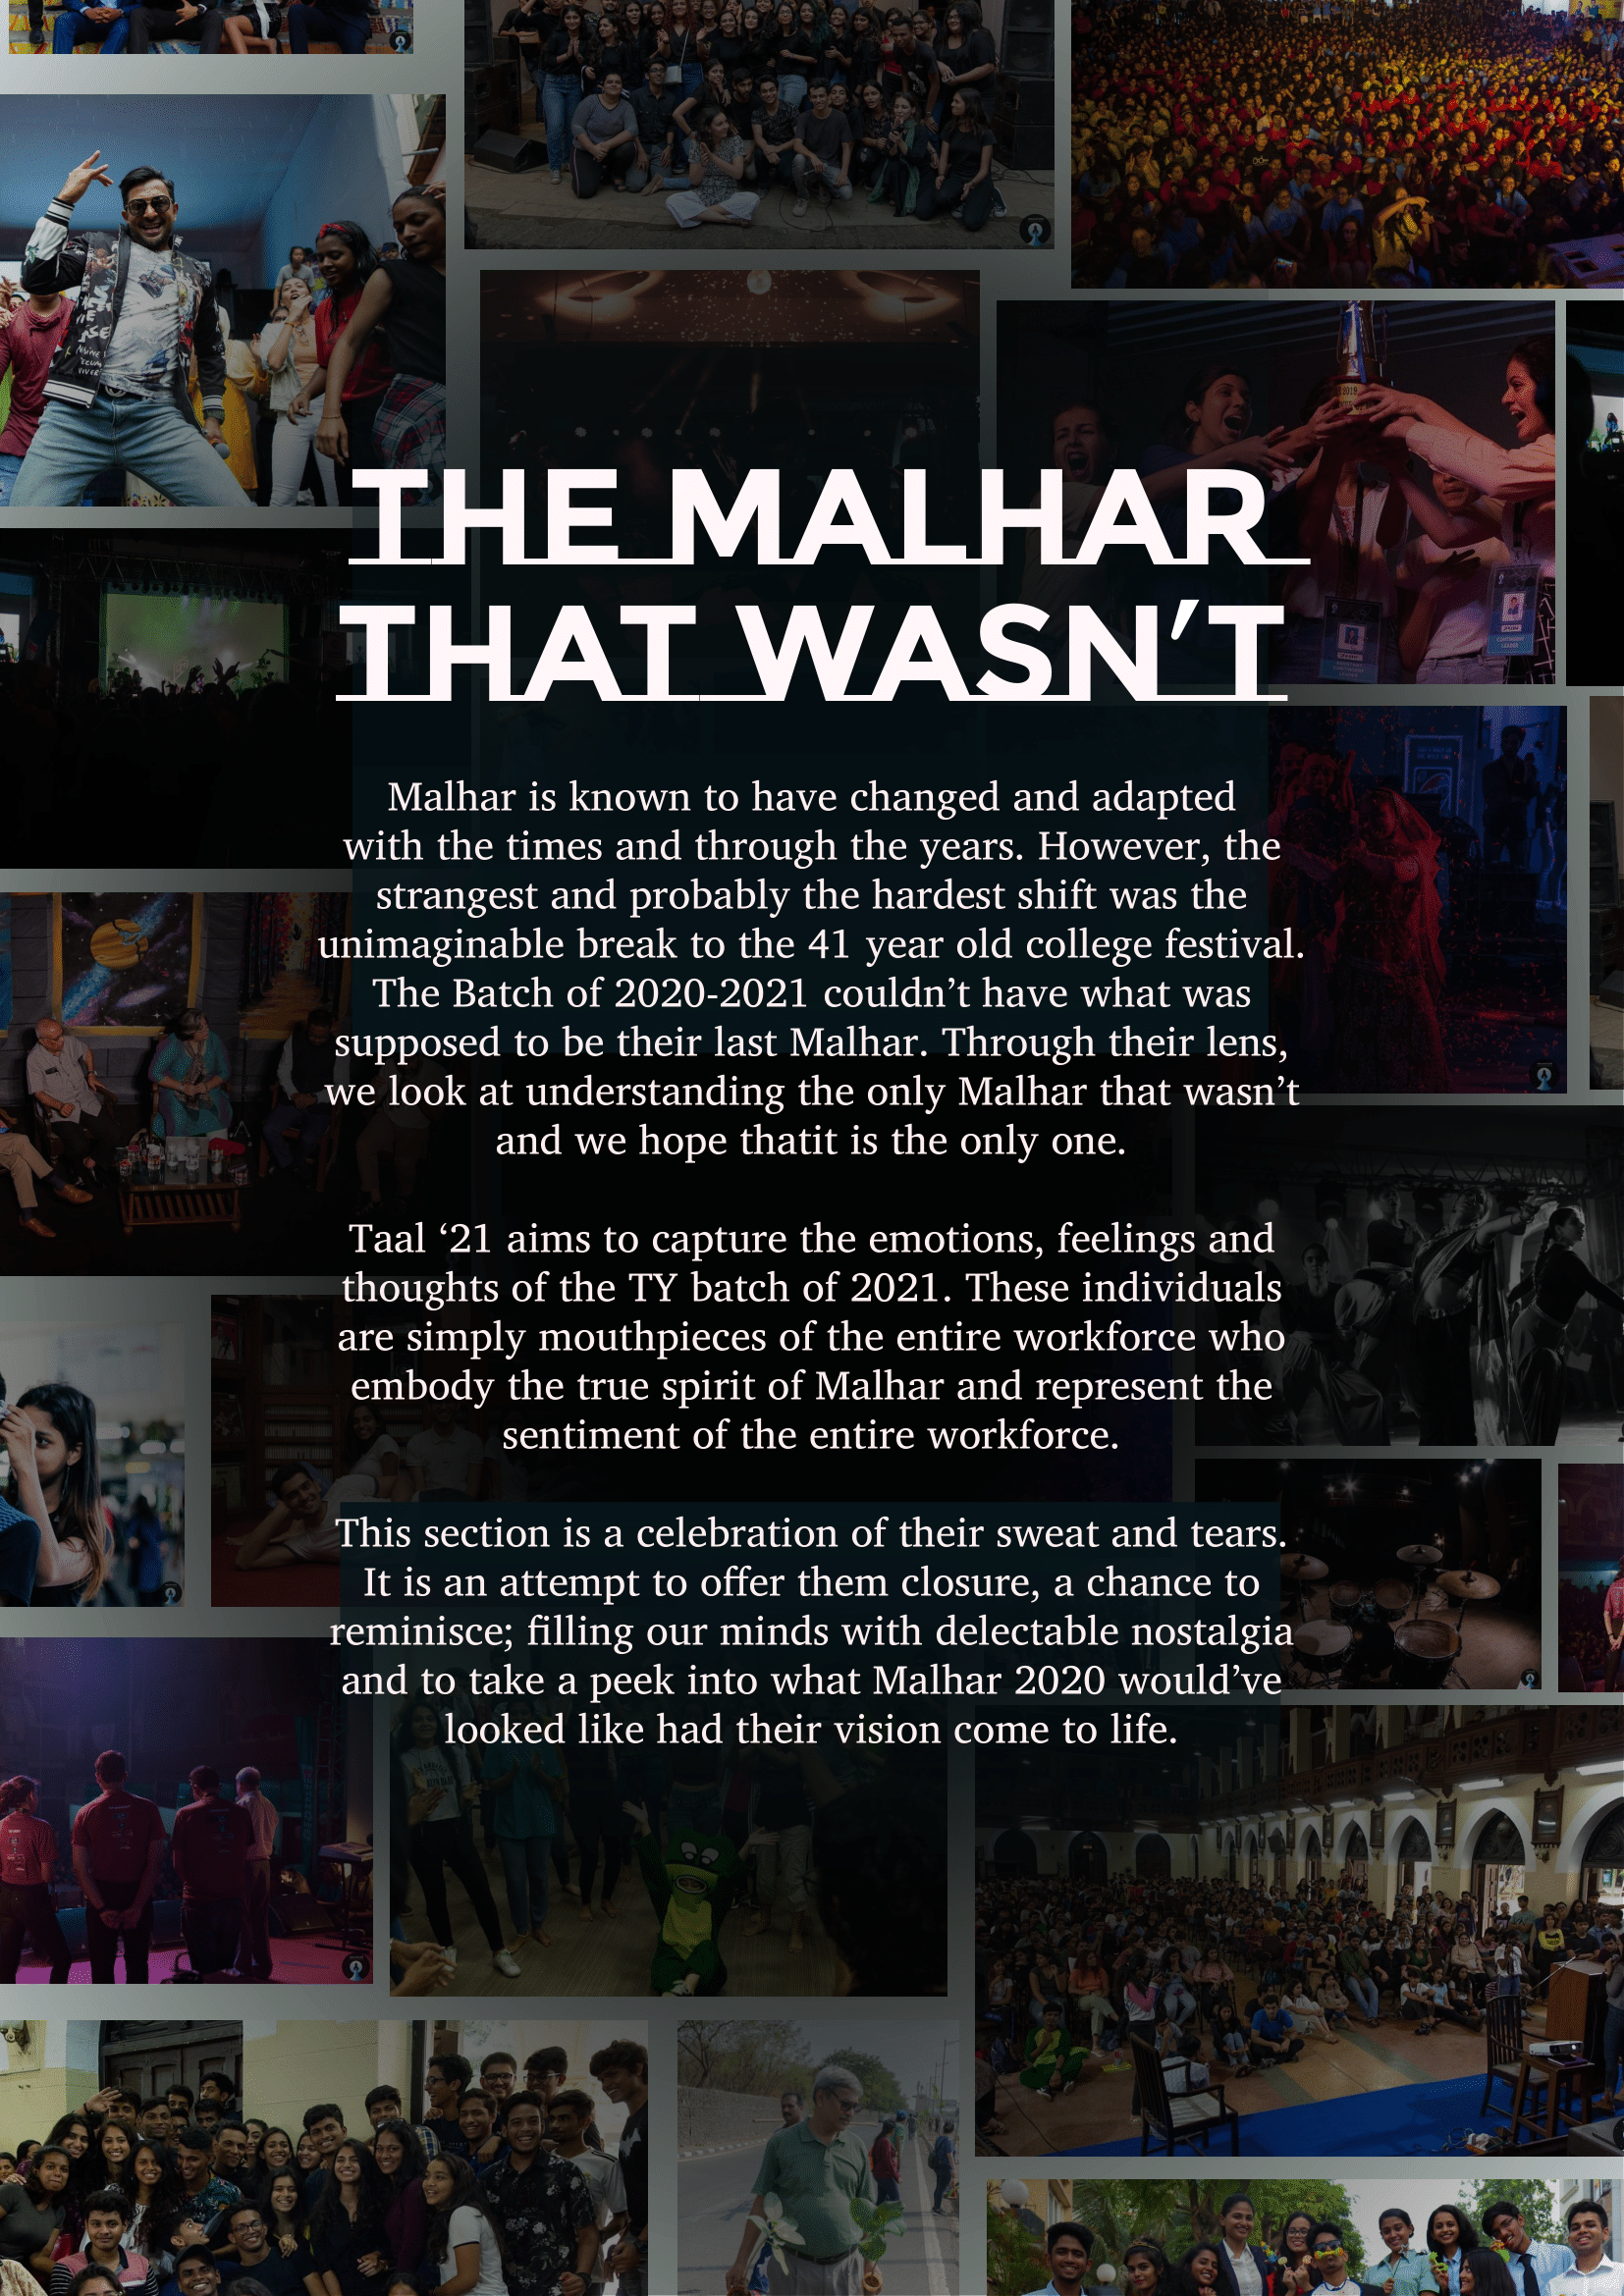 THE MALHAR
THAT WASN’T
Malhar is known to have changed and adapted
with the times and through the years. However, the
strangest and probably the hardest shift was the
unimaginable break to the 41 year old college festival.
The Batch of 2020-2021 couldn’t have what was
supposed to be their last Malhar. Through their lens,
we look at understanding the only Malhar that wasn’t
and we hope thatit is the only one.
Taal ‘21 aims to capture the emotions, feelings and
thoughts of the TY batch of 2021. These individuals
are simply mouthpieces of the entire workforce who
embody the true spirit of Malhar and represent the
sentiment of the entire workforce.
This section is a celebration of their sweat and tears.
It is an attempt to offer them closure, a chance to
reminisce; filling our minds with delectable nostalgia
and to take a peek into what Malhar 2020 would’ve
looked like had their vision come to life.